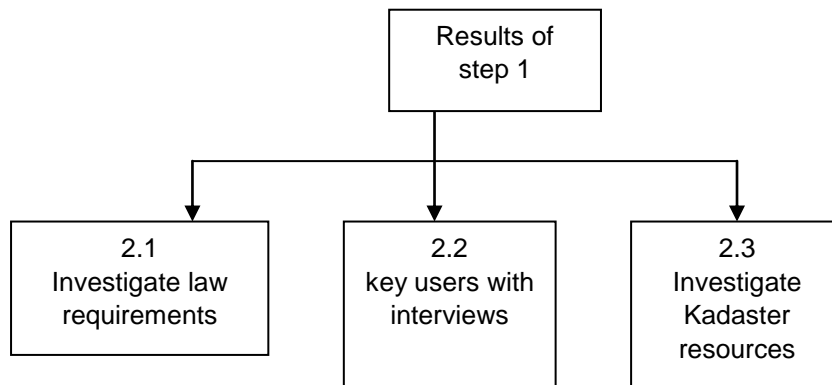 Results of
step 1
2.1
Investigate law
requirements
2.2
key users with
interviews
2.3
Investigate
Kadaster
resources